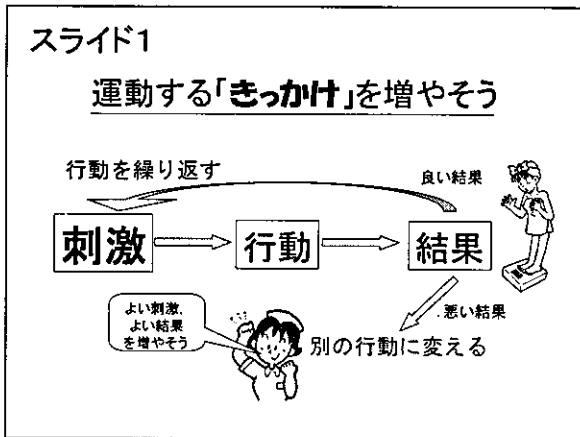 スライド1
運動する「きっかけ」を増やそう
行動を繰り返す
良い結果
刺激
行動
結果
よい刺激、
よい結果
を増やそう
悪い結果
別の行動に変える